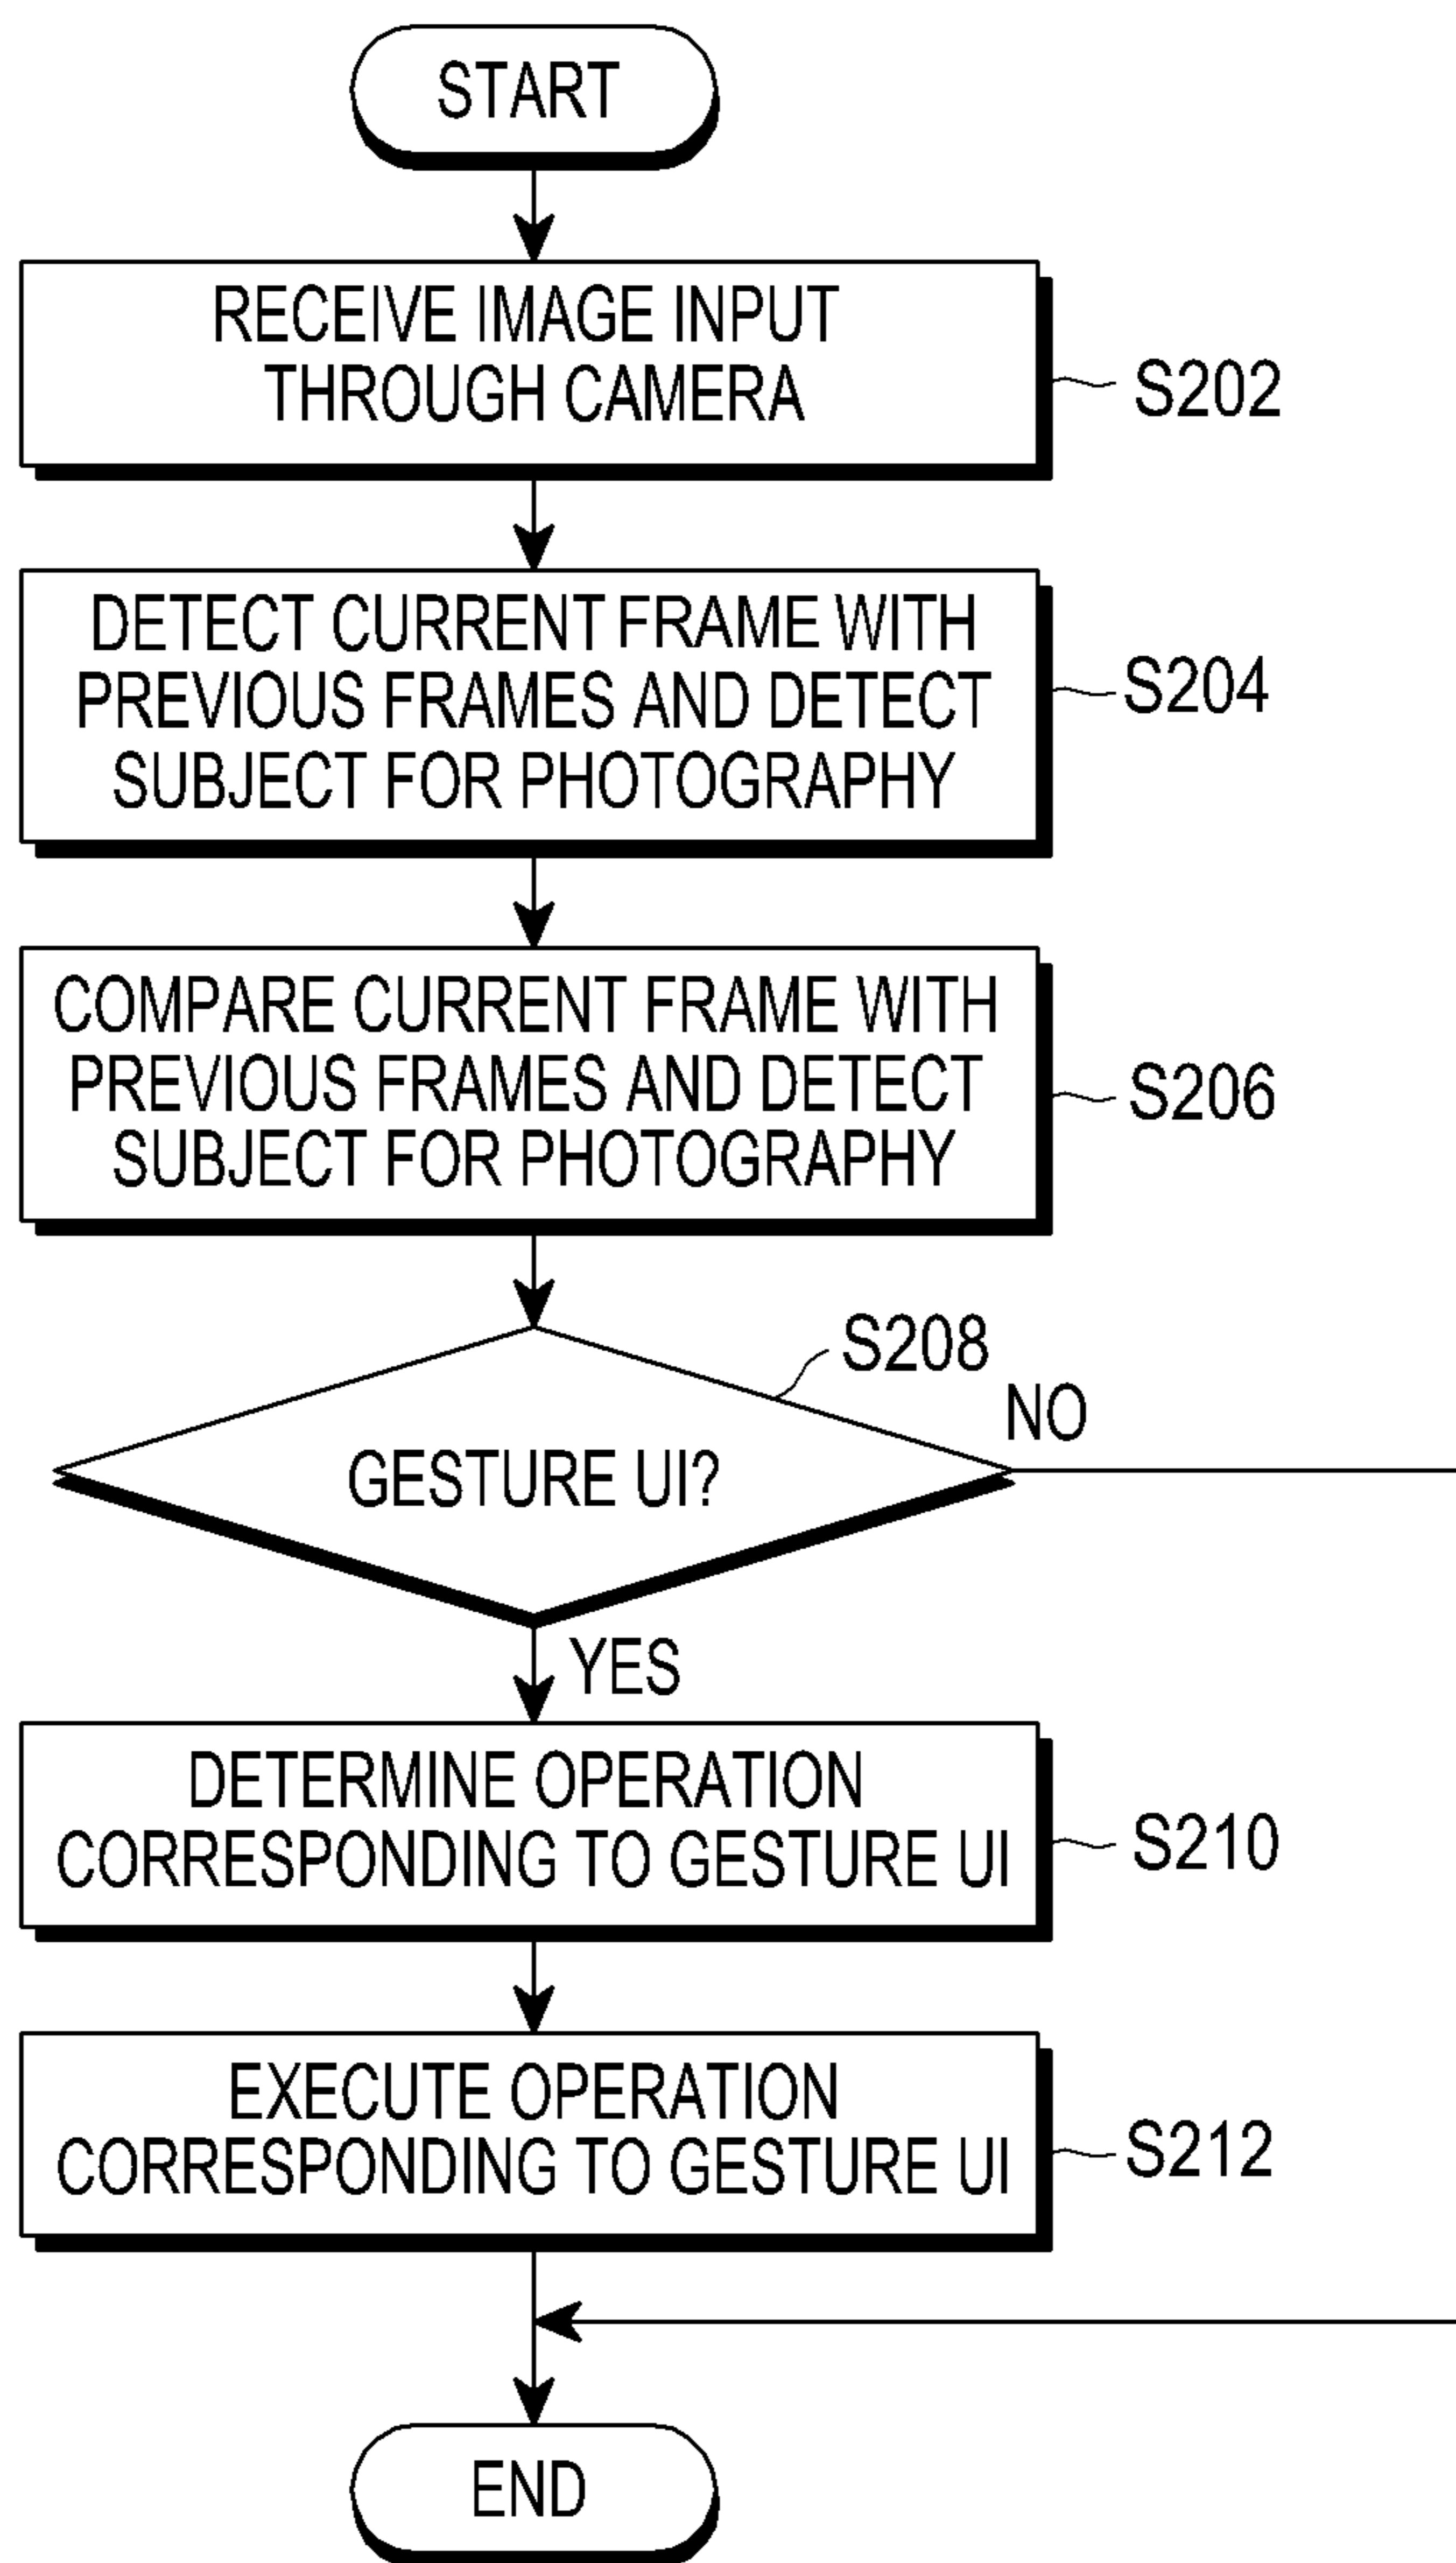 START
RECEIVE IMAGE INPUT
THROUGH CAMERA
S202
DETECT CURRENT FRAME WITH
PREVIOUS FRAMES AND DETECT
SUBJECT FOR PHOTOGRAPHY
S204
COMPARE CURRENT FRAME WITH
PREVIOUS FRAMES AND DETECT
SUBJECT FOR PHOTOGRAPHY
S206
S208
NO
GESTURE UI?
YES
DETERMINE OPERATION
CORRESPONDING TO GESTURE UI
S210
EXECUTE OPERATION
CORRESPONDING TO GESTURE UI
S212
END